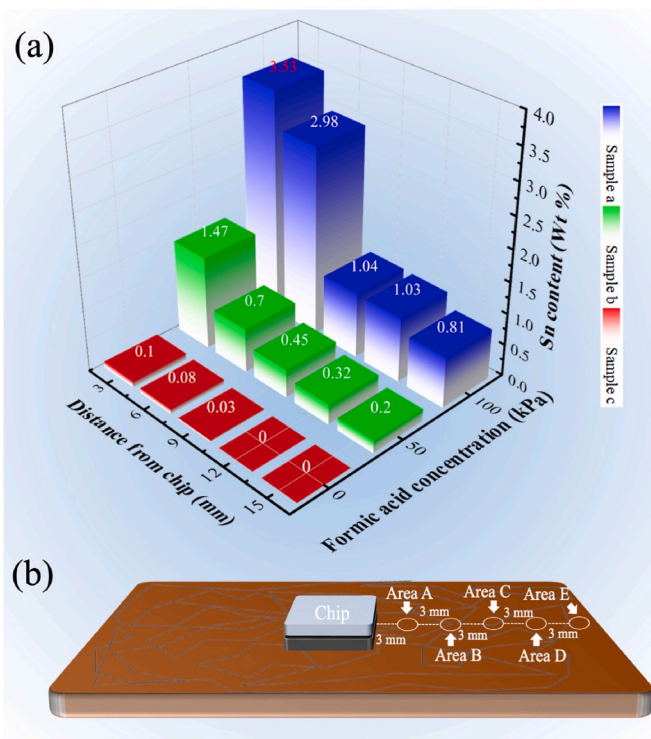 (a)
3.53
2.98
1.04
1.03
0.81
1.47
0.7
0.45
0.32
0.2
0.1
0.08
0.03
0
0
4.0
3.5
3.0
2.5
2.0
1.5
1.0
0.5
0.0
Sn content (Wt %)
Sample a
Sample b
Sample c
3
6
9
12
15
Distance from chip (mm)
0
50
100
Formic acid concentration (kPa)
(b)
Chip
Area A
Area C
Area E
3 mm
3 mm
3 mm
3 mm
3 mm
Area B
Area D